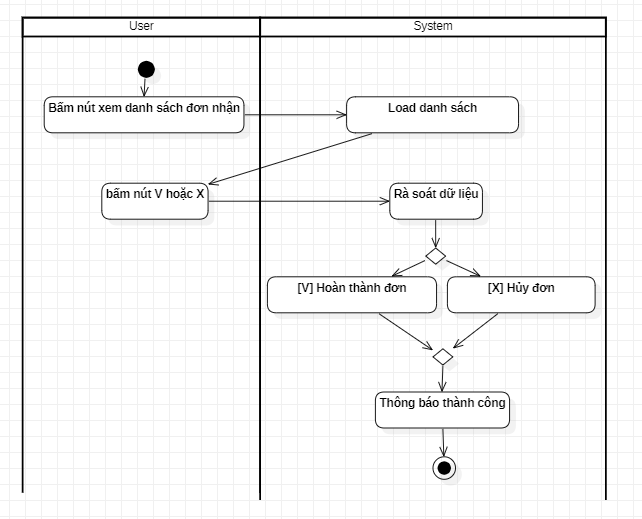 User
System
Bấm nút xem danh sách đơn nhận
Load danh sách
bấm nút V hoặc X
Rà soát dữ liệu
[V] Hoàn thành đơn
[X] Hủy đơn
Thông báo thành công